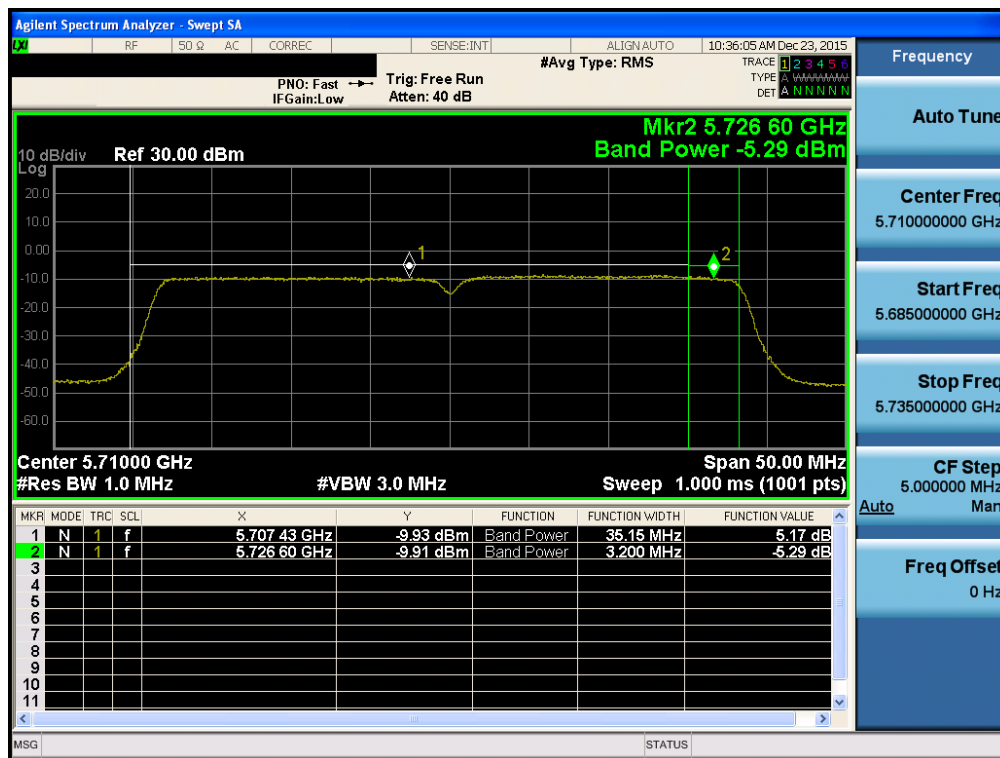 Agilent Spectrum Analyzer - Swept SA
LXI RF 50 Ω AC CORREC SENSE:INT ALIGN AUTO 10:36:05 AM Dec 23, 2015
#Avg Type: RMS
TRACE 1 2 3 4 5 6
TYPE A WWWWW
DET A N N N N N
PNO: Fast
IFGain:Low
Trig: Free Run
Atten: 40 dB
Mkr2 5.726 60 GHz
Band Power -5.29 dBm
10 dB/div Ref 30.00 dBm
Log
20.0
10.0
0.00
-10.0
-20.0
-30.0
-40.0
-50.0
-60.0
1
2
Center 5.71000 GHz Span 50.00 MHz
#Res BW 1.0 MHz #VBW 3.0 MHz Sweep 1.000 ms (1001 pts)
MKR MODE TRC SCL X Y FUNCTION FUNCTION WIDTH FUNCTION VALUE
1 N 1 f 5.707 43 GHz -9.93 dBm Band Power 35.15 MHz 5.17 dB
2 N 1 f 5.726 60 GHz -9.91 dBm Band Power 3.200 MHz -5.29 dB
3
4
5
6
7
8
9
10
11
MSG STATUS
Frequency
Auto Tune
Center Freq
5.710000000 GHz
Start Freq
5.685000000 GHz
Stop Freq
5.735000000 GHz
CF Step
5.000000 MHz
Auto Man
Freq Offset
0 Hz